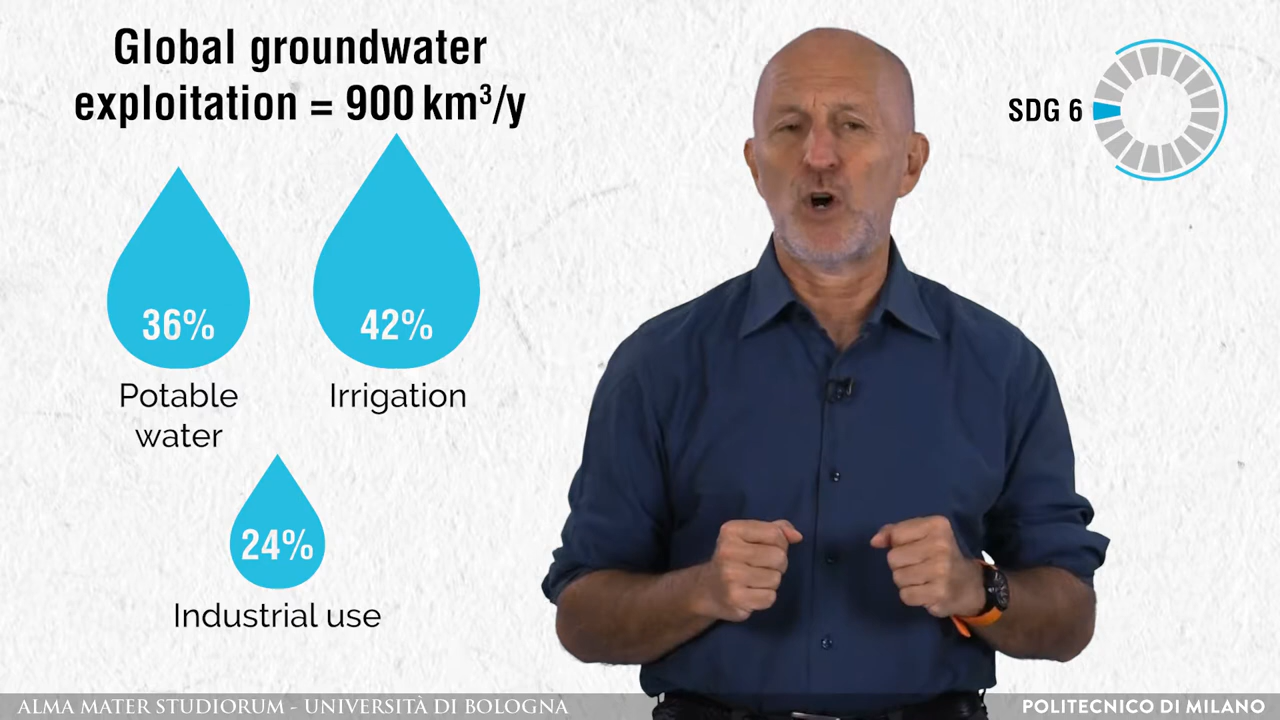 Global groundwater
exploitation = 900 km³/y
SDG 6
36%
42%
Potable
water
Irrigation
24%
Industrial use
ALMA MATER STUDIORUM - UNIVERSITÀ DI BOLOGNA
POLITECNICO DI MILANO